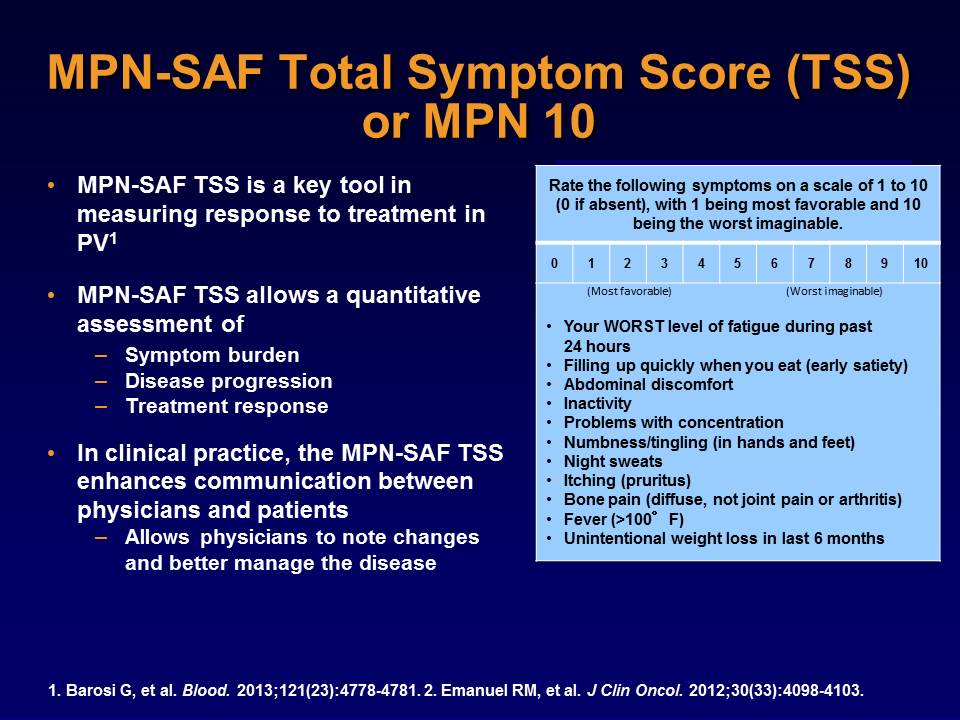 MPN-SAF Total Symptom Score (TSS)
or MPN 10
• MPN-SAF TSS is a key tool in
measuring response to treatment in
PV1
• MPN-SAF TSS allows a quantitative
assessment of
– Symptom burden
– Disease progression
– Treatment response
• In clinical practice, the MPN-SAF TSS
enhances communication between
physicians and patients
– Allows physicians to note changes
and better manage the disease
Rate the following symptoms on a scale of 1 to 10
(0 if absent), with 1 being most favorable and 10
being the worst imaginable.
0 1 2 3 4 5 6 7 8 9 10
(Most favorable) (Worst imaginable)
• Your WORST level of fatigue during past
24 hours
• Filling up quickly when you eat (early satiety)
• Abdominal discomfort
• Inactivity
• Problems with concentration
• Numbness/tingling (in hands and feet)
• Night sweats
• Itching (pruritus)
• Bone pain (diffuse, not joint pain or arthritis)
• Fever (>100° F)
• Unintentional weight loss in last 6 months
1. Barosi G, et al. Blood. 2013;121(23):4778-4781. 2. Emanuel RM, et al. J Clin Oncol. 2012;30(33):4098-4103.